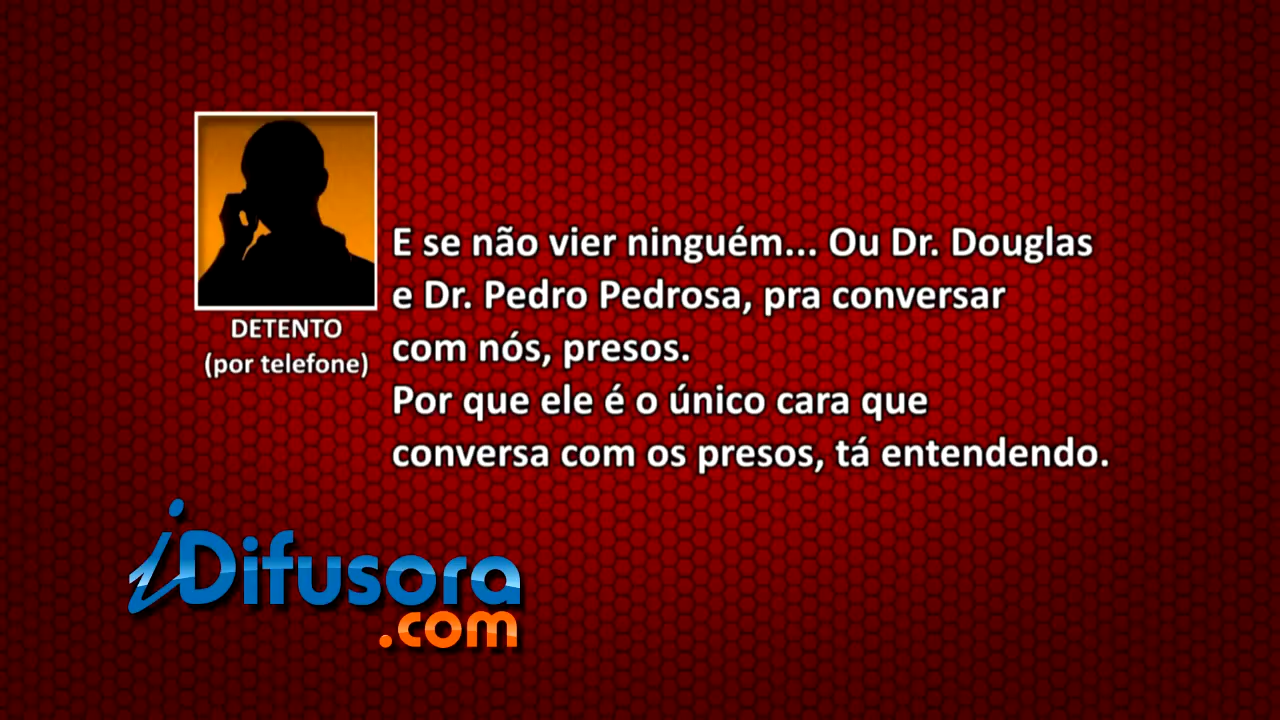 E se não vier ninguém... Ou Dr. Douglas
e Dr. Pedro Pedrosa, pra conversar
com nós, presos.
Por que ele é o único cara que
conversa com os presos, tá entendendo.
DETENTO
(por telefone)
iDifusora
.com